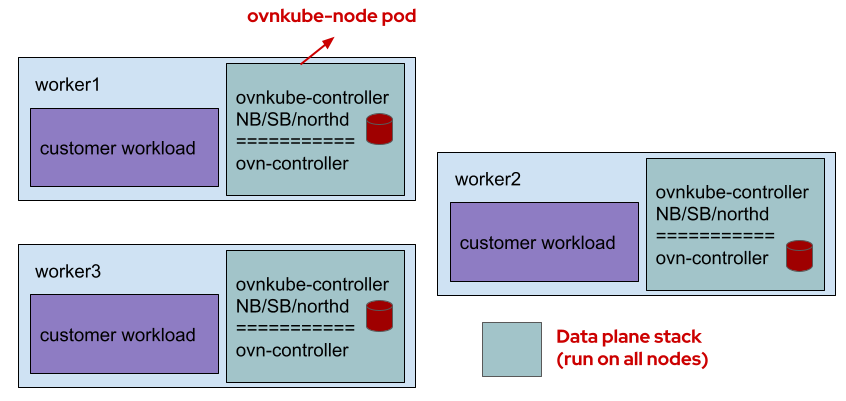 ovnkube-node pod
worker1
customer workload
ovnkube-controller
NB/SB/northd
===========
ovn-controller
worker2
customer workload
ovnkube-controller
NB/SB/northd
===========
ovn-controller
worker3
customer workload
ovnkube-controller
NB/SB/northd
===========
ovn-controller
Data plane stack
(run on all nodes)